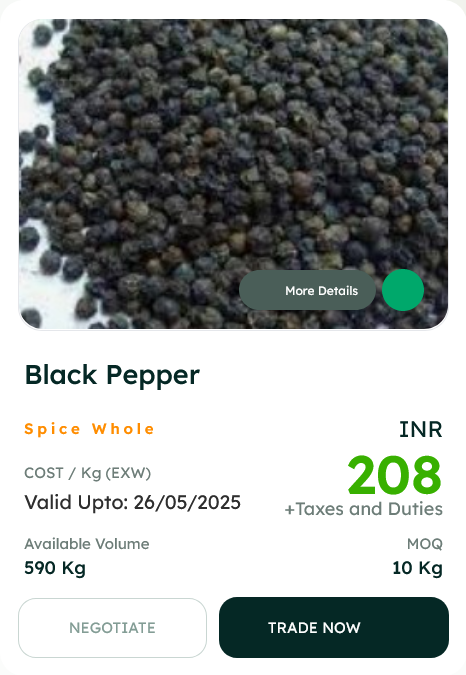 More Details
Black Pepper
Spice Whole
INR
COST / Kg (EXW)
208
Valid Upto: 26/05/2025
+Taxes and Duties
Available Volume
MOQ
590 Kg
10 Kg
NEGOTIATE
TRADE NOW